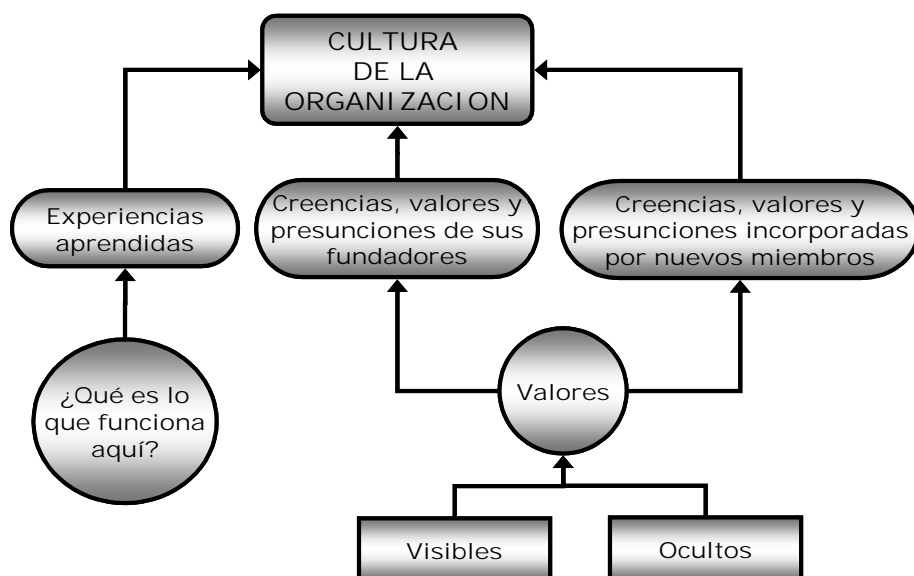 CULTURA
DE LA
ORGANIZACION
Experiencias
aprendidas
Creencias, valores y
presunciones de sus
fundadores
Creencias, valores y
presunciones incorporadas
por nuevos miembros
¿Qué es lo
que funciona
aquí?
Valores
Visibles
Ocultos